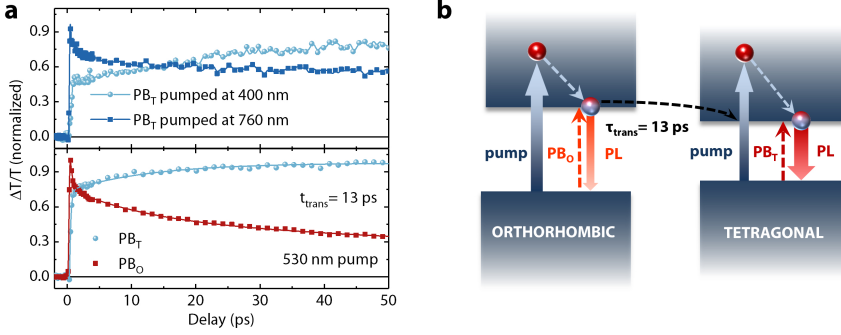 a
ΔT/T (normalized)
0.9
0.6
0.3
0.0
PB_T pumped at 400 nm
PB_T pumped at 760 nm
0.9
0.6
0.3
0.0
t_trans = 13 ps
PB_T
PB_O
530 nm pump
0 10 20 30 40 50
Delay (ps)
b
τ_trans = 13 ps
pump
PB_O
PL
ORTHORHOMBIC
pump
PB_T
PL
TETRAGONAL